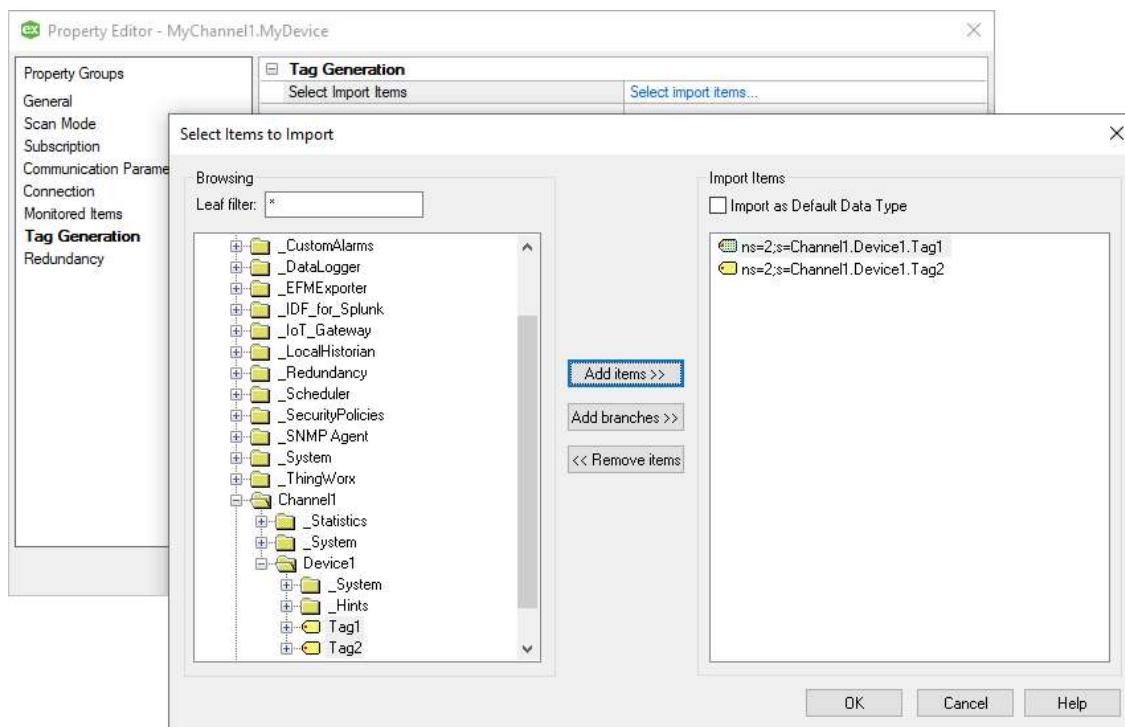 Property Editor - MyChannel1.MyDevice
Property Groups
General
Scan Mode
Subscription
Communication Parame
Connection
Monitored Items
Tag Generation
Redundancy
Tag Generation
Select Import Items
Select import items...
Select Items to Import
Browsing
Leaf filter: *
_CustomAlarms
_DataLogger
_EFMExporter
_IDF_for_Splunk
_IoT_Gateway
_LocalHistorian
_Redundancy
_Scheduler
_SecurityPolicies
_SNMP Agent
_System
_ThingWorx
Channel1
_Statistics
_System
Device1
_System
_Hints
Tag1
Tag2
Add items >>
Add branches >>
<< Remove items
Import Items
Import as Default Data Type
ns=2;s=Channel1.Device1.Tag1
ns=2;s=Channel1.Device1.Tag2
OK
Cancel
Help